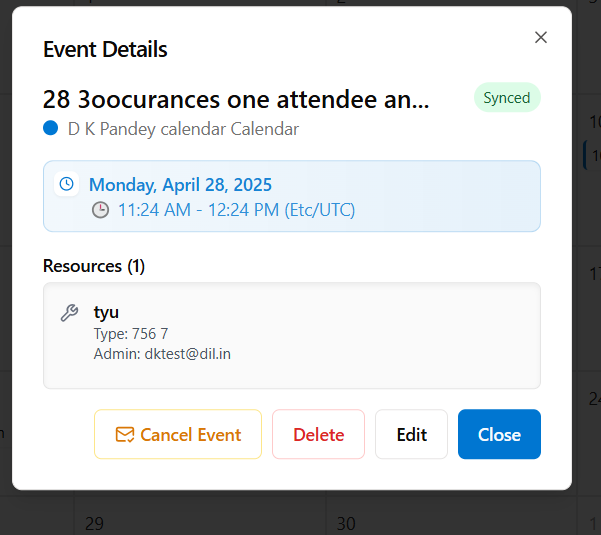 Event Details
28 3oocurances one attendee an...
Synced
D K Pandey calendar Calendar
Monday, April 28, 2025
11:24 AM - 12:24 PM (Etc/UTC)
Resources (1)
tyu
Type: 756 7
Admin: dktest@dil.in
Cancel Event
Delete
Edit
Close
29
30
1